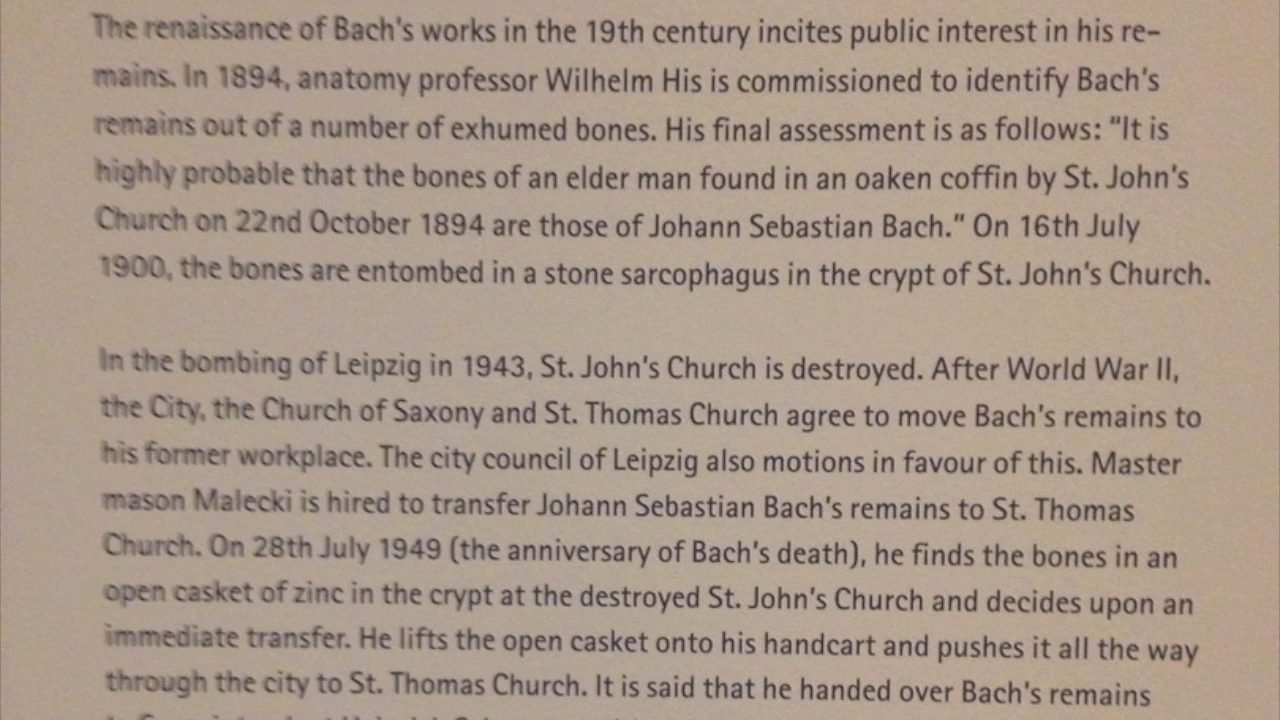 The renaissance of Bach's works in the 19th century incites public interest in his re-
mains. In 1894, anatomy professor Wilhelm His is commissioned to identify Bach's
remains out of a number of exhumed bones. His final assessment is as follows: "It is
highly probable that the bones of an elder man found in an oaken coffin by St. John's
Church on 22nd October 1894 are those of Johann Sebastian Bach." On 16th July
1900, the bones are entombed in a stone sarcophagus in the crypt of St. John's Church.
In the bombing of Leipzig in 1943, St. John's Church is destroyed. After World War II,
the City, the Church of Saxony and St. Thomas Church agree to move Bach's remains to
his former workplace. The city council of Leipzig also motions in favour of this. Master
mason Malecki is hired to transfer Johann Sebastian Bach's remains to St. Thomas
Church. On 28th July 1949 (the anniversary of Bach's death), he finds the bones in an
open casket of zinc in the crypt at the destroyed St. John's Church and decides upon an
immediate transfer. He lifts the open casket onto his handcart and pushes it all the way
through the city to St. Thomas Church. It is said that he handed over Bach's remains